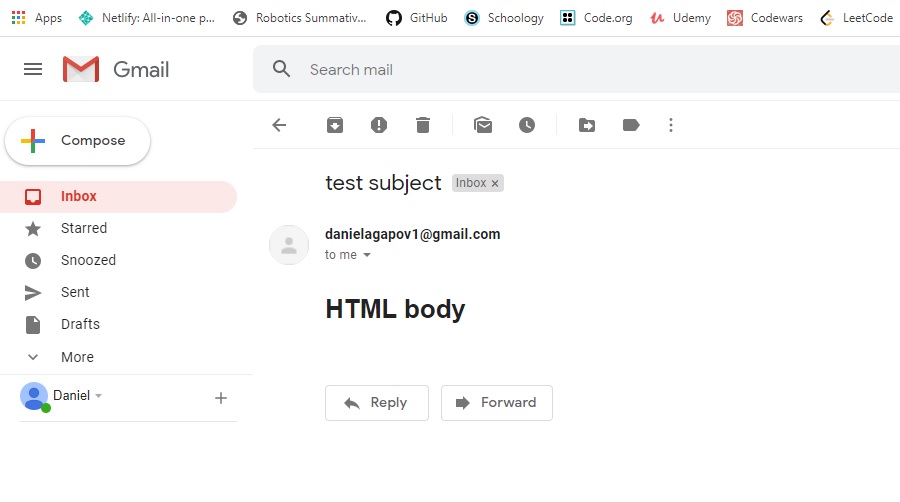 Apps Netlify: All-in-one p... Robotics Summativ... GitHub Schoology Code.org Udemy Codewars LeetCode
Gmail Search mail
Compose
test subject Inbox ×
Inbox
danielagapov1@gmail.com
Starred
to me
Snoozed
Sent
HTML body
Drafts
More
Daniel
Reply Forward